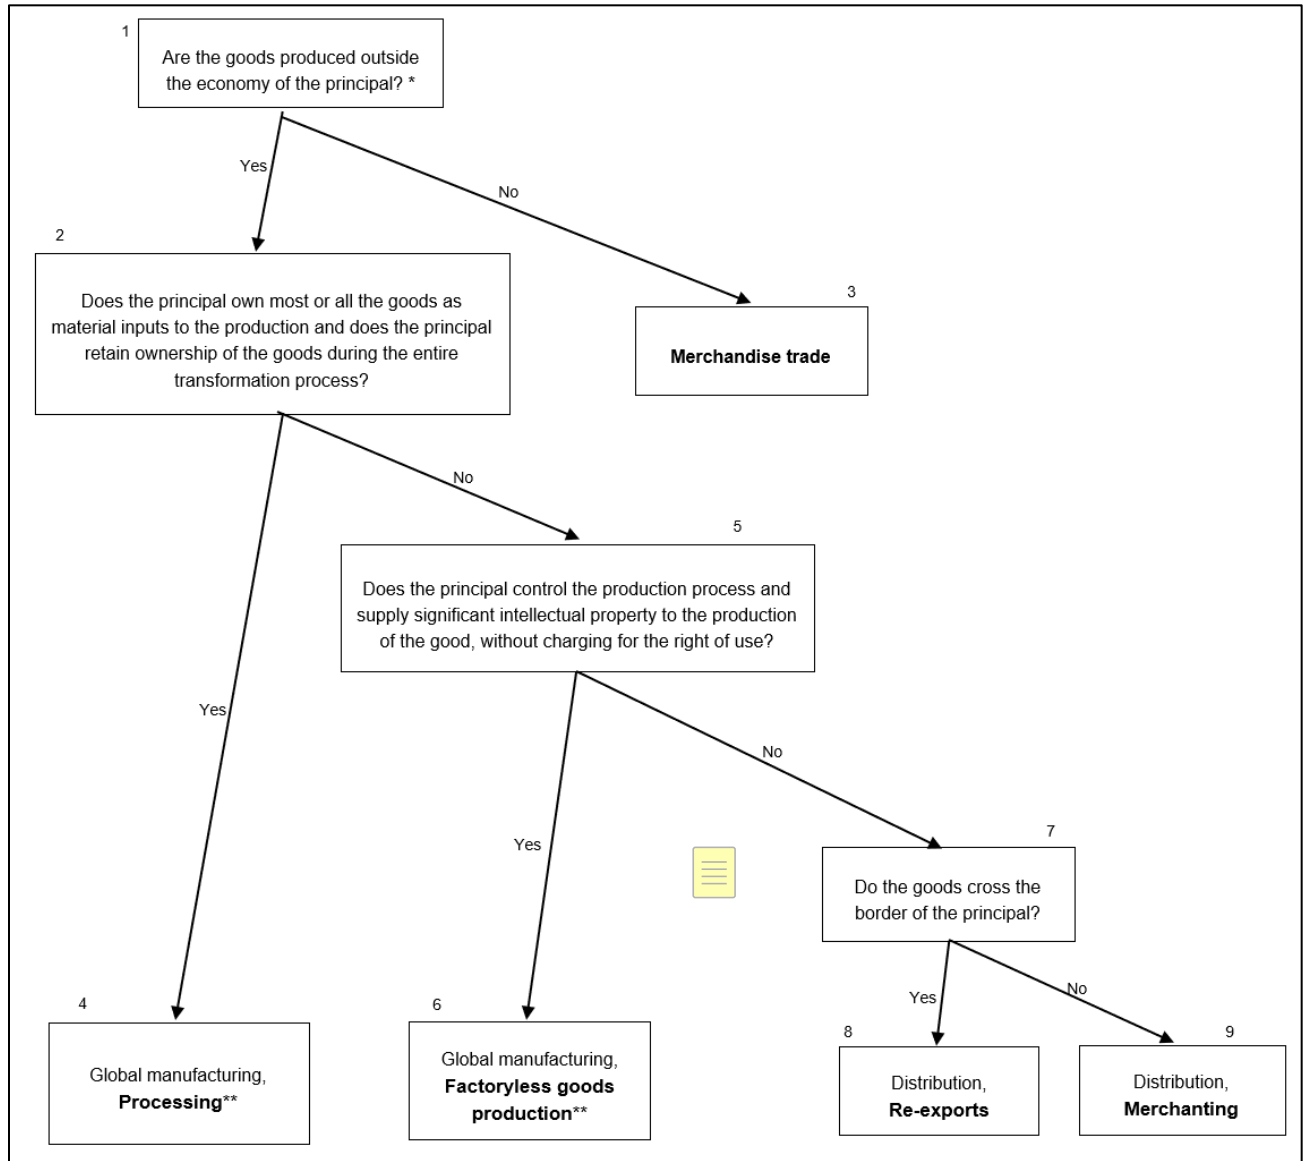 1
Are the goods produced outside
the economy of the principal? *
Yes
No
2
Does the principal own most or all the goods as
material inputs to the production and does the principal
retain ownership of the goods during the entire
transformation process?
3
Merchandise trade
No
5
Does the principal control the production process and
supply significant intellectual property to the production
of the good, without charging for the right of use?
Yes
No
Yes
7
Do the goods cross the
border of the principal?
Yes
No
4
Global manufacturing,
Processing**
6
Global manufacturing,
Factoryless goods
production**
8
Distribution,
Re-exports
9
Distribution,
Merchanting